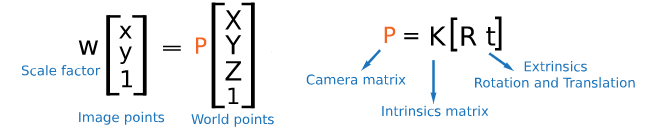 w [x y 1] = P [X Y Z 1]
Scale factor
Image points
World points
P = K[R t]
Camera matrix
Intrinsics matrix
Extrinsics
Rotation and Translation